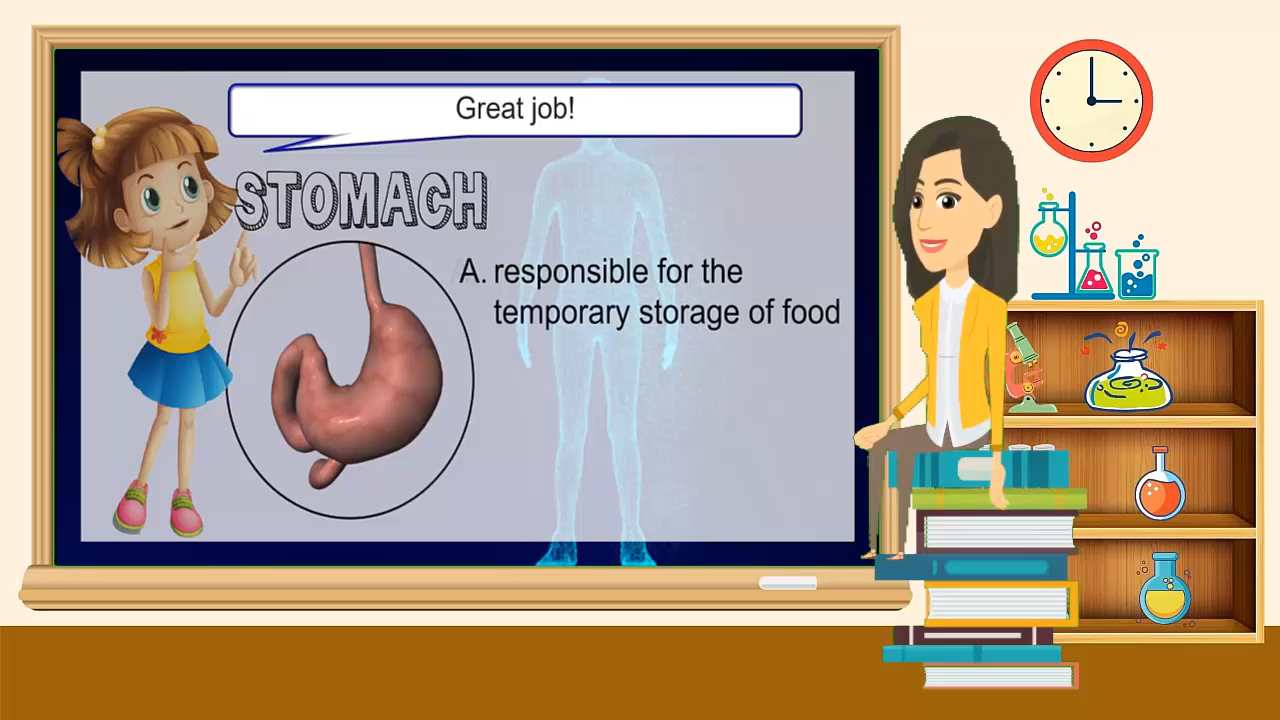 Great job!
STOMACH
A. responsible for the
temporary storage of food